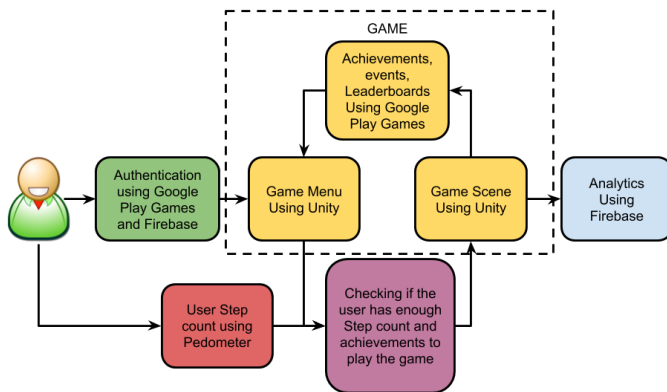 GAME
Achievements,
events,
Leaderboards
Using Google
Play Games
Authentication
using Google
Play Games
and Firebase
Game Menu
Using Unity
Game Scene
Using Unity
Analytics
Using
Firebase
User Step
count using
Pedometer
Checking if the
user has enough
Step count and
achievements to
play the game